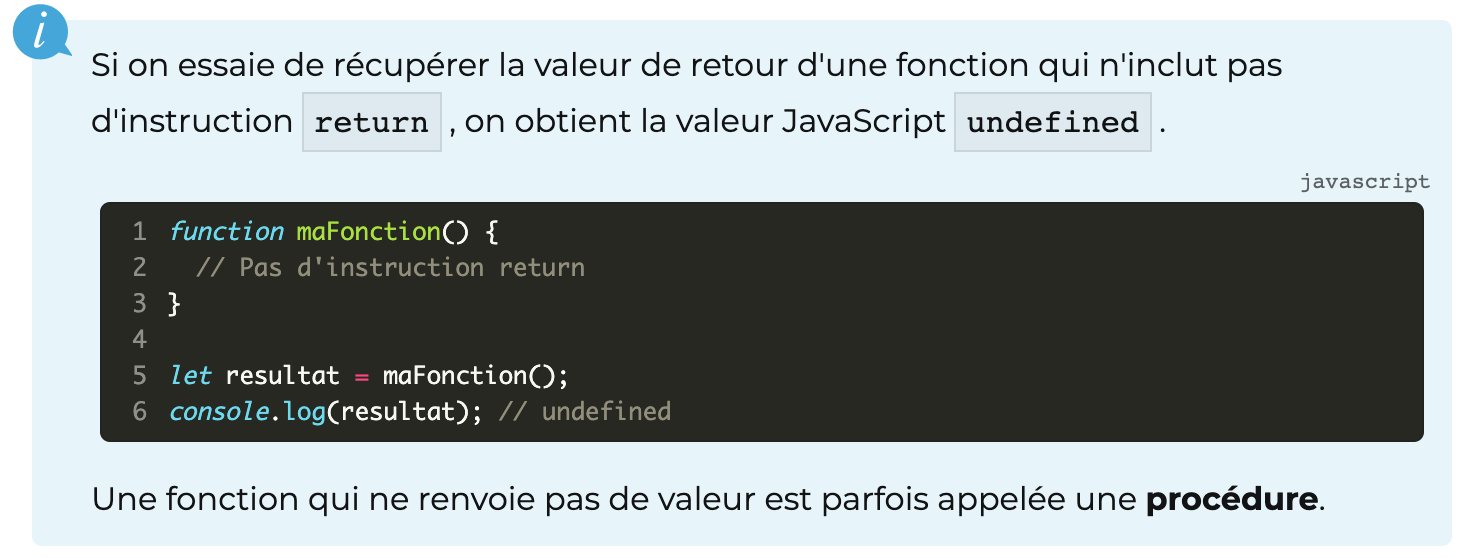 i
Si on essaie de récupérer la valeur de retour d'une fonction qui n'inclut pas
d'instruction return , on obtient la valeur JavaScript undefined .
javascript
1 function maFonction() {
2 // Pas d'instruction return
3 }
4
5 let resultat = maFonction();
6 console.log(resultat); // undefined
Une fonction qui ne renvoie pas de valeur est parfois appelée une procédure.